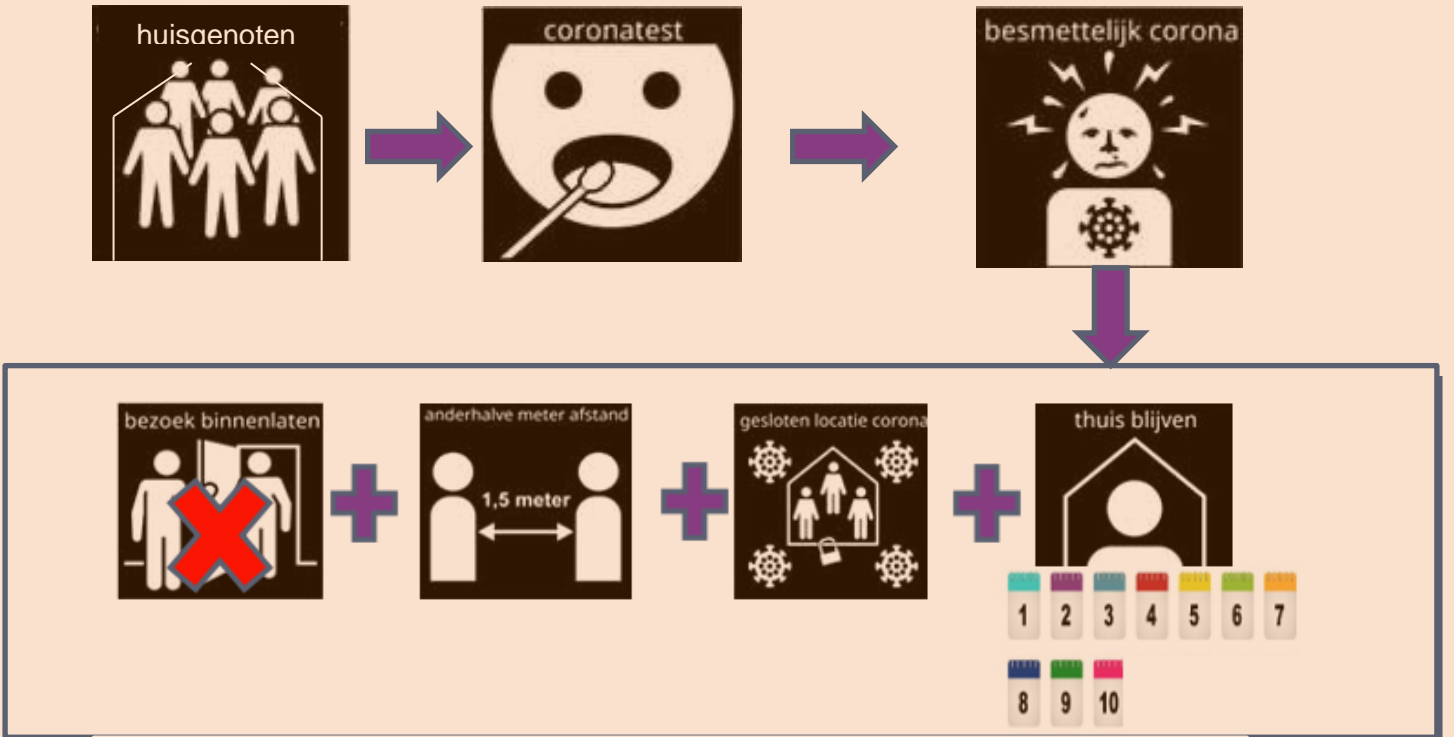 huisgenoten
coronatest
besmettelijk corona
bezoek binnenlaten
anderhalve meter afstand
1,5 meter
gesloten locatie corona
thuis blijven
1 2 3 4 5 6 7
8 9 10